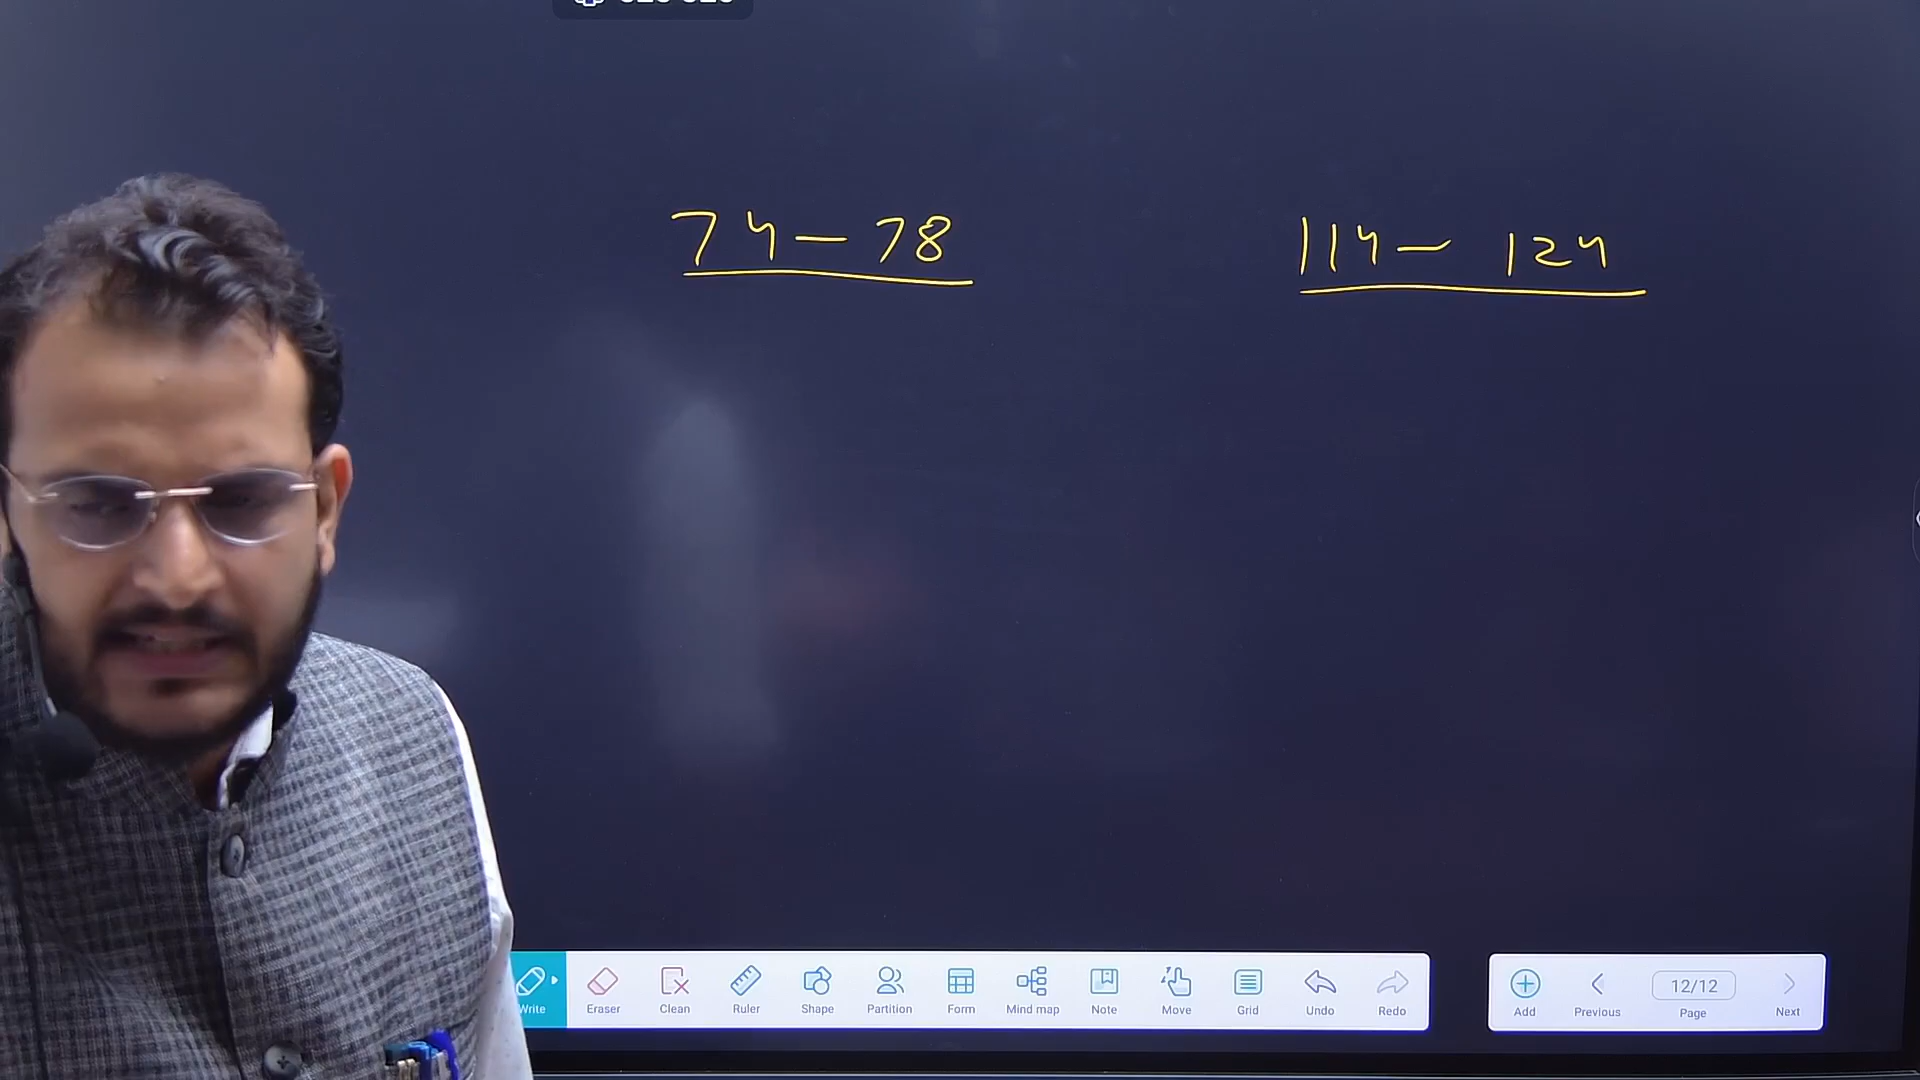 74 – 78 114 – 124
Write Eraser Clean Ruler Shape Partition Form Mind map Note Move Grid Undo Redo Add Previous 12/12 Page Next